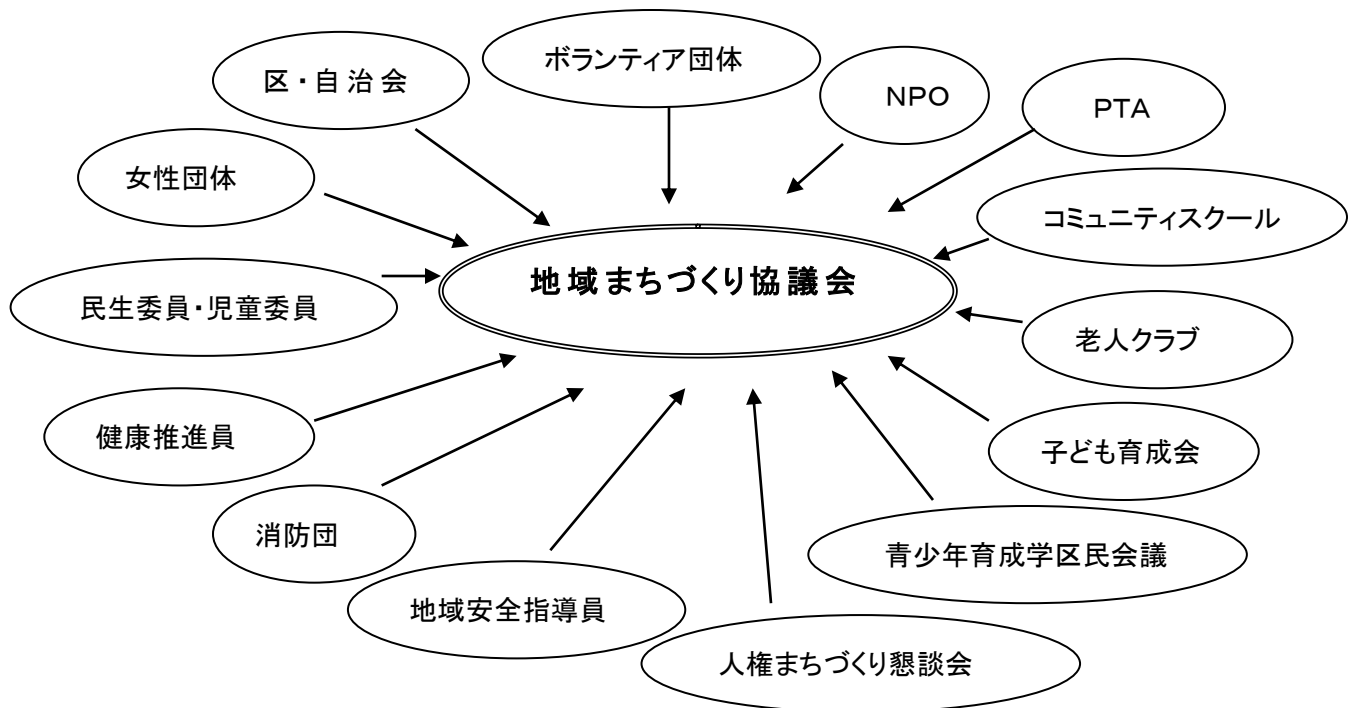 ボランティア団体
区・自治会
NPO
PTA
女性団体
コミュニティスクール
地域まちづくり協議会
民生委員・児童委員
老人クラブ
健康推進員
子ども育成会
消防団
青少年育成学区民会議
地域安全指導員
人権まちづくり懇談会